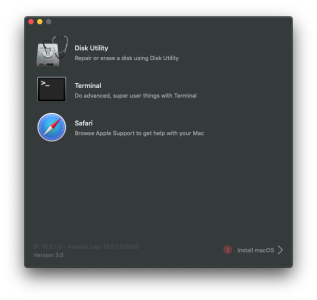 Disk Utility
Repair or erase a disk using Disk Utility
>_
Terminal
Do advanced, super user things with Terminal
Safari
Browse Apple Support to get help with your Mac
Version 3.0
Install macOS